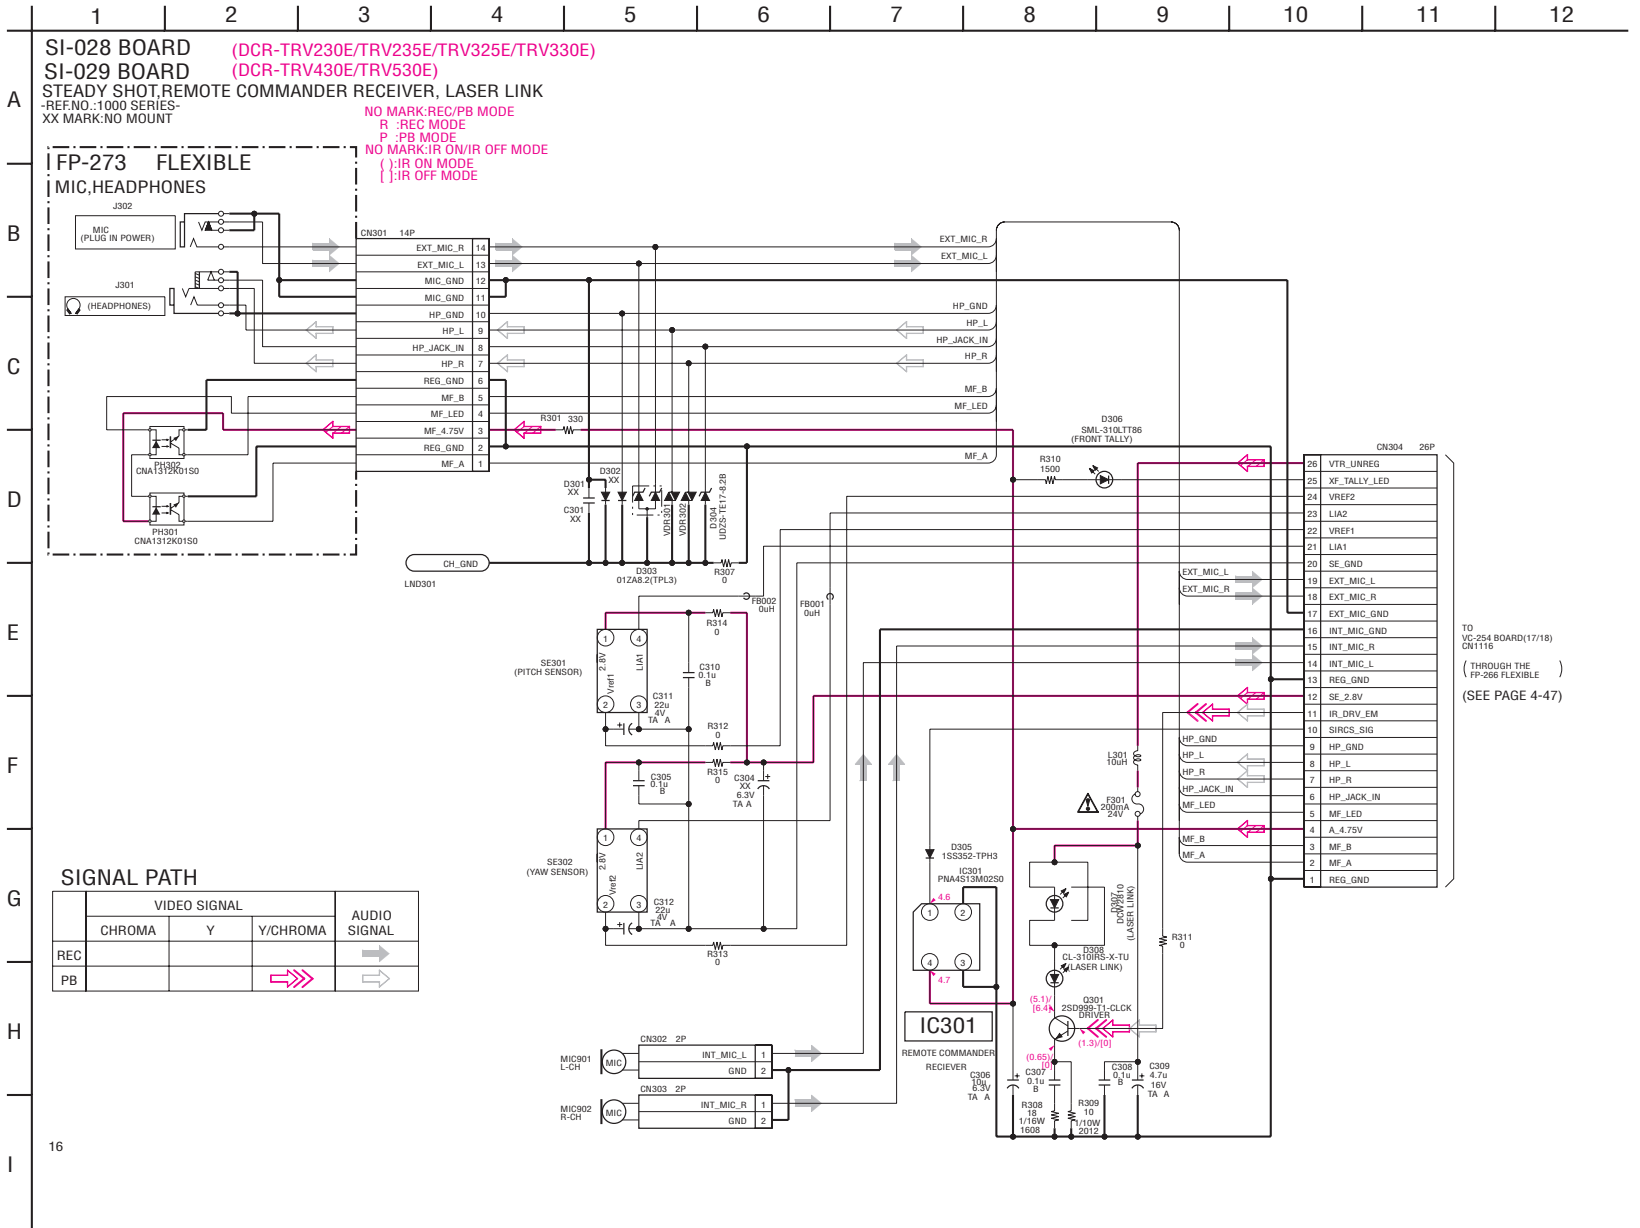 1 2 3 4 5 6 7 8 9 10 11 12
A
B
C
D
E
F
G
H
I
SI-028 BOARD (DCR-TRV230E/TRV235E/TRV325E/TRV330E)
SI-029 BOARD (DCR-TRV430E/TRV530E)
STEADY SHOT,REMOTE COMMANDER RECEIVER, LASER LINK
-REF.NO.:1000 SERIES-
XX MARK:NO MOUNT
NO MARK:REC/PB MODE
R :REC MODE
P :PB MODE
NO MARK:IR ON/IR OFF MODE
( ):IR ON MODE
[ ]:IR OFF MODE
FP-273 FLEXIBLE
MIC,HEADPHONES
J302
MIC
(PLUG IN POWER)
J301
(HEADPHONES)
PH302
CNA1312K01S0
PH301
CNA1312K01S0
CN301 14P
EXT_MIC_R 14
EXT_MIC_L 13
MIC_GND 12
MIC_GND 11
HP_GND 10
HP_L 9
HP_JACK_IN 8
HP_R 7
REG_GND 6
MF_B 5
MF_LED 4
MF_4.75V 3
REG_GND 2
MF_A 1
R301 330
EXT_MIC_R
EXT_MIC_L
HP_GND
HP_L
HP_JACK_IN
HP_R
MF_B
MF_LED
MF_A
D301
XX
C301
XX
D302
XX
VDR301
VDR302
D304
UDZS-TE17-8.2B
D303
01ZA8.2(TPL3)
R307
0
CH_GND
LND301
FB002
0uH
FB001
0uH
R314
0
SE301
(PITCH SENSOR)
1 4
2.8V
LIA1
Vref1
2 3
C310
0.1u
B
C311
22u
4V
TA A
R312
0
R315
0
C305
0.1u
B
C304
XX
6.3V
TA A
SE302
(YAW SENSOR)
1 4
2.8V
LIA2
Vref2
2 3
C312
22u
4V
TA A
R313
0
D306
SML-310LTT86
(FRONT TALLY)
R310
1500
EXT_MIC_L
EXT_MIC_R
HP_GND
HP_L
HP_R
HP_JACK_IN
MF_LED
MF_B
MF_A
L301
10uH
F301
200mA
24V
CN304 26P
26 VTR_UNREG
25 XF_TALLY_LED
24 VREF2
23 LIA2
22 VREF1
21 LIA1
20 SE_GND
19 EXT_MIC_L
18 EXT_MIC_R
17 EXT_MIC_GND
16 INT_MIC_GND
15 INT_MIC_R
14 INT_MIC_L
13 REG_GND
12 SE_2.8V
11 IR_DRV_EM
10 SIRCS_SIG
9 HP_GND
8 HP_L
7 HP_R
6 HP_JACK_IN
5 MF_LED
4 A_4.75V
3 MF_B
2 MF_A
1 REG_GND
TO
VC-254 BOARD(17/18)
CN1116
( THROUGH THE
FP-266 FLEXIBLE )
(SEE PAGE 4-47)
D305
1SS352-TPH3
IC301
PNA4S13M02S0
4.6
1 2
4 3
4.7
IC301
REMOTE COMMANDER
RECIEVER
D307
DCW2810
(LASER LINK)
D308
CL-310IRS-X-TU
(LASER LINK)
R311
0
(5.1)/
[6.4]
Q301
2SD999-T1-CLCK
DRIVER
(1.3)/[0]
(0.65)/
[0]
C306
10u
6.3V
TA A
C307
0.1u
B
C308
0.1u
B
C309
4.7u
16V
TA A
R308
18
1/16W
1608
R309
10
1/10W
2012
SIGNAL PATH
VIDEO SIGNAL AUDIO SIGNAL
CHROMA Y Y/CHROMA
REC
PB
MIC901
L-CH
MIC
CN302 2P
INT_MIC_L 1
GND 2
MIC902
R-CH
MIC
CN303 2P
INT_MIC_R 1
GND 2
16